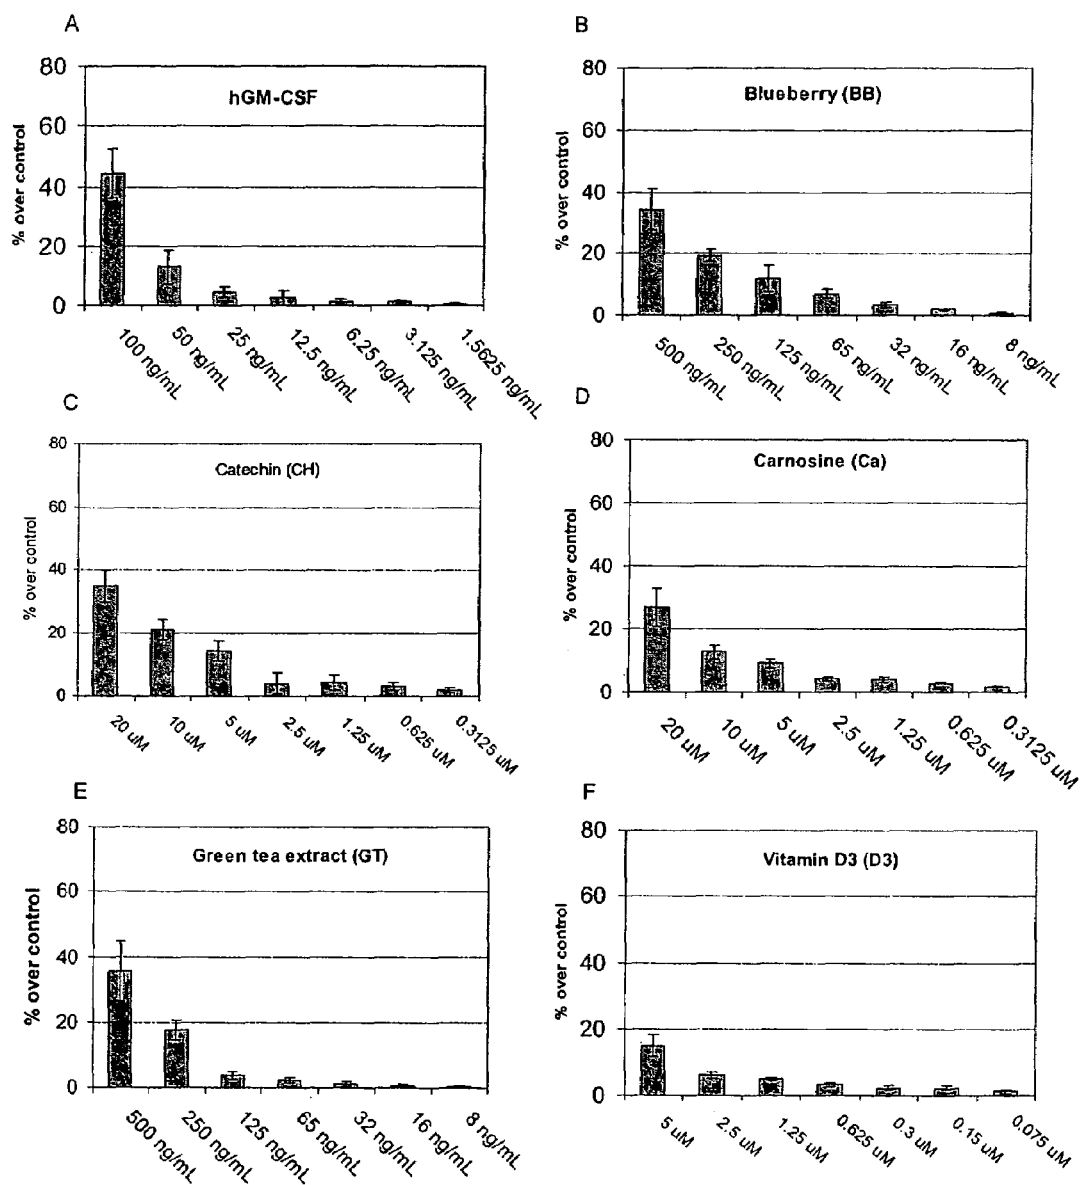 A
hGM-CSF
% over control
80
60
40
20
0
100 ng/mL
50 ng/mL
25 ng/mL
12.5 ng/mL
6.25 ng/mL
3.125 ng/mL
1.5625 ng/mL
B
Blueberry (BB)
% over control
80
60
40
20
0
500 ng/mL
250 ng/mL
125 ng/mL
65 ng/mL
32 ng/mL
16 ng/mL
8 ng/mL
C
Catechin (CH)
% over control
80
60
40
20
0
20 uM
10 uM
5 uM
2.5 uM
1.25 uM
0.625 uM
0.3125 uM
D
Carnosine (Ca)
% over control
80
60
40
20
0
20 uM
10 uM
5 uM
2.5 uM
1.25 uM
0.625 uM
0.3125 uM
E
Green tea extract (GT)
% over control
80
60
40
20
0
500 ng/mL
250 ng/mL
125 ng/mL
65 ng/mL
32 ng/mL
16 ng/mL
8 ng/mL
F
Vitamin D3 (D3)
% over control
80
60
40
20
0
5 uM
2.5 uM
1.25 uM
0.625 uM
0.3 uM
0.15 uM
0.075 uM